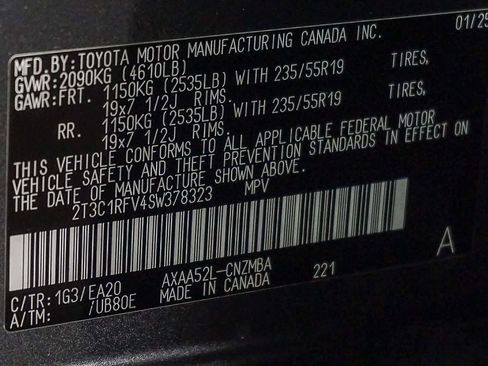 MFD.BY:TOYOTA MOTOR MANUFACTURING CANADA INC. 01/25
GVWR:2090KG (4610LB)
GAWR:FRT. 1150KG (2535LB) WITH 235/55R19 TIRES,
19x7 1/2J RIMS.
RR. 1150KG (2535LB) WITH 235/55R19 TIRES,
19x7 1/2J RIMS.
THIS VEHICLE CONFORMS TO ALL APPLICABLE FEDERAL MOTOR
VEHICLE SAFETY AND THEFT PREVENTION STANDARDS IN EFFECT ON
THE DATE OF MANUFACTURE SHOWN ABOVE.
2T3C1RFV4SW378323 MPV
A
C/TR:1G3/EA20 AXAA52L-CNZMBA 221
A/TM: /UB80E MADE IN CANADA